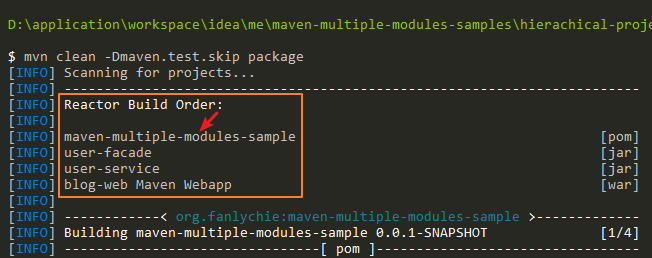 D:\application\workspace\idea\me\maven-multiple-modules-samples\hierachical-proje
$ mvn clean -Dmaven.test.skip package
[INFO] Scanning for projects...
[INFO] ------------------------------------------------------------------------
[INFO] Reactor Build Order:
[INFO]
[INFO] maven-multiple-modules-sample [pom]
[INFO] user-facade [jar]
[INFO] user-service [jar]
[INFO] blog-web Maven Webapp [war]
[INFO]
[INFO] -------------< org.fanlychie:maven-multiple-modules-sample >-------------
[INFO] Building maven-multiple-modules-sample 0.0.1-SNAPSHOT [1/4]
[INFO] --------------------------------[ pom ]---------------------------------